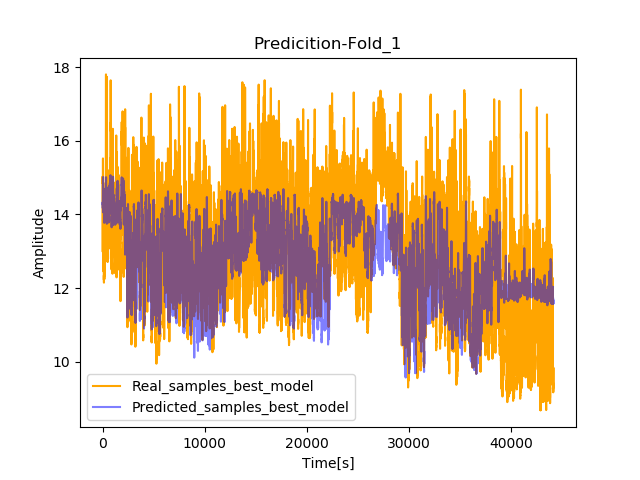 Predicition-Fold_1
18
16
14
12
10
Amplitude
Real_samples_best_model
Predicted_samples_best_model
0
10000
20000
30000
40000
Time[s]